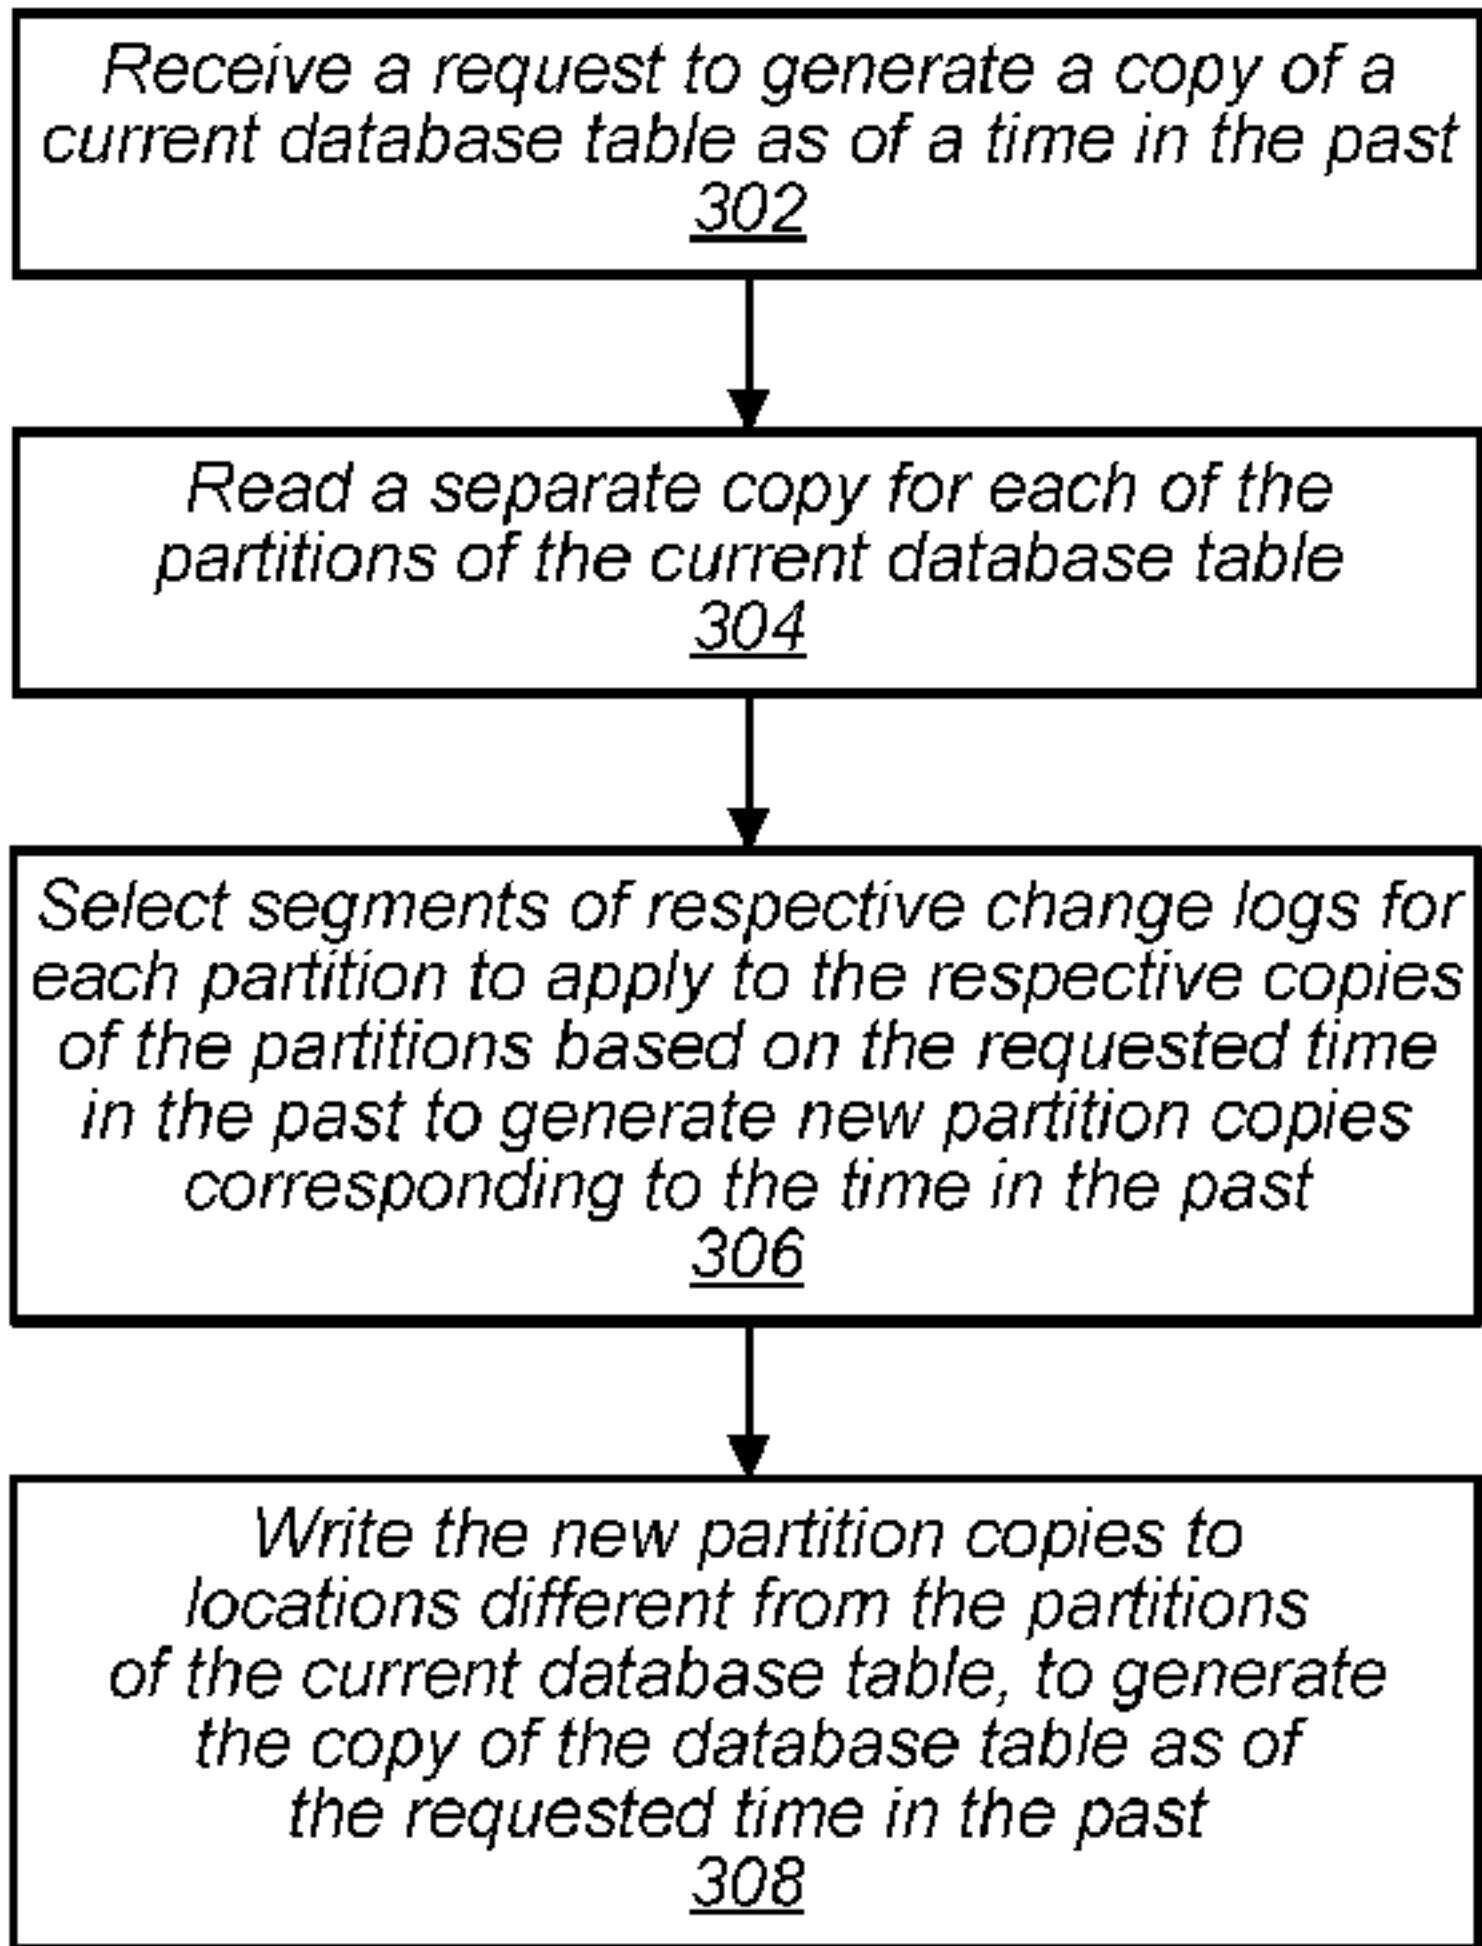 Receive a request to generate a copy of a
current database table as of a time in the past
302
Read a separate copy for each of the
partitions of the current database table
304
Select segments of respective change logs for
each partition to apply to the respective copies
of the partitions based on the requested time
in the past to generate new partition copies
corresponding to the time in the past
306
Write the new partition copies to
locations different from the partitions
of the current database table, to generate
the copy of the database table as of
the requested time in the past
308